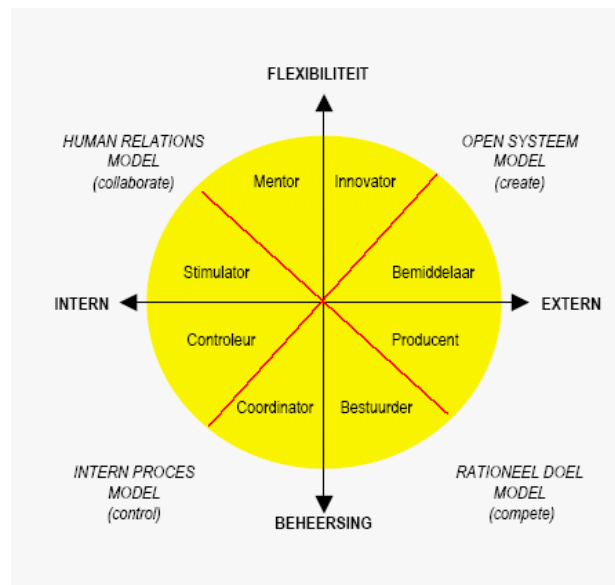 FLEXIBILITEIT
HUMAN RELATIONS
MODEL
(collaborate)
OPEN SYSTEEM
MODEL
(create)
Mentor
Innovator
Stimulator
Bemiddelaar
INTERN
EXTERN
Controleur
Producent
Coordinator
Bestuurder
INTERN PROCES
MODEL
(control)
RATIONEEL DOEL
MODEL
(compete)
BEHEERSING